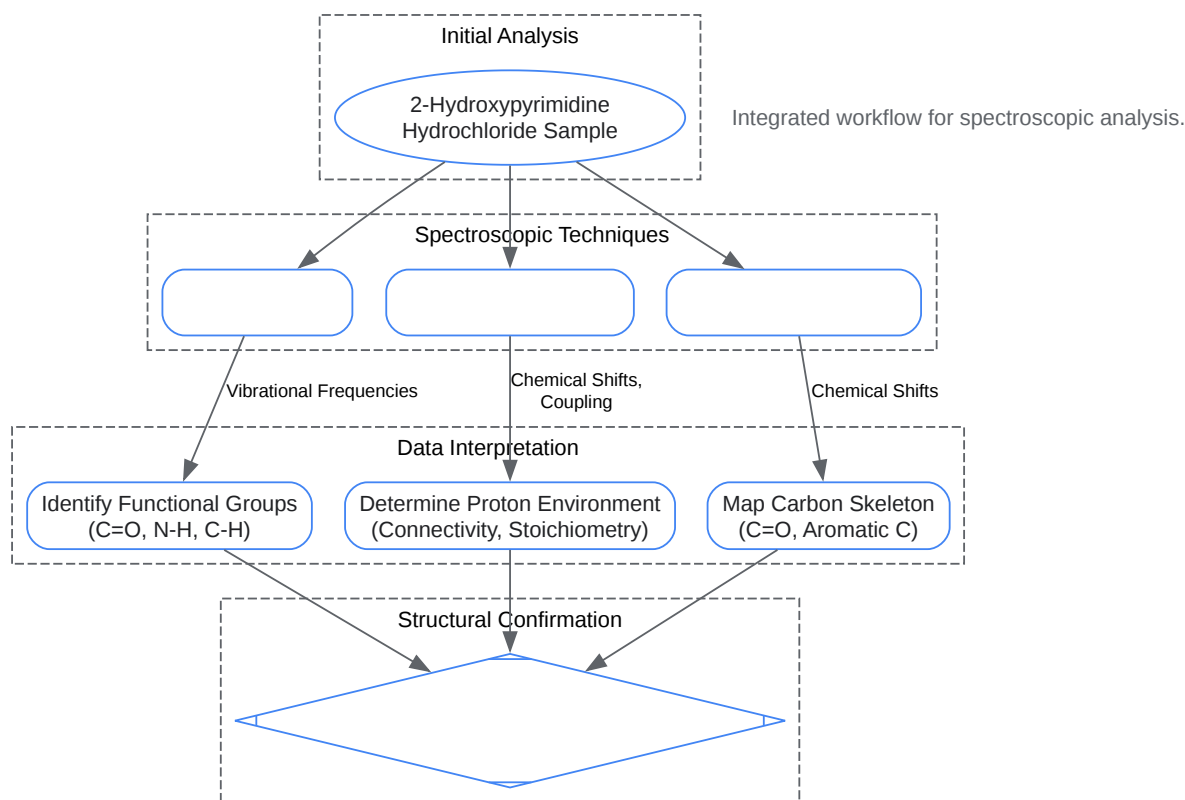 Initial Analysis
2-Hydroxypyrimidine
Hydrochloride Sample
Integrated workflow for spectroscopic analysis.
Spectroscopic Techniques
Vibrational Frequencies
Chemical Shifts,
Coupling
Chemical Shifts
Data Interpretation
Identify Functional Groups
(C=O, N-H, C-H)
Determine Proton Environment
(Connectivity, Stoichiometry)
Map Carbon Skeleton
(C=O, Aromatic C)
Structural Confirmation